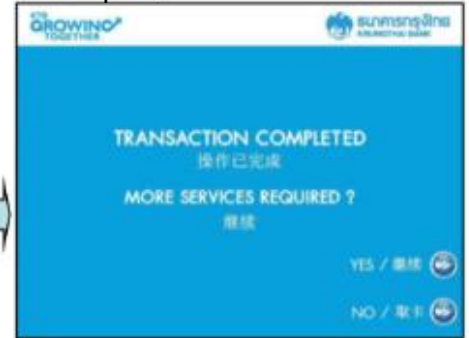 KTB
GROWING
TOGETHER
ธนาคารกรุงไทย
KRUNGTHAI BANK
TRANSACTION COMPLETED
操作已完成
MORE SERVICES REQUIRED ?
继续
YES / 继续
NO / 取卡